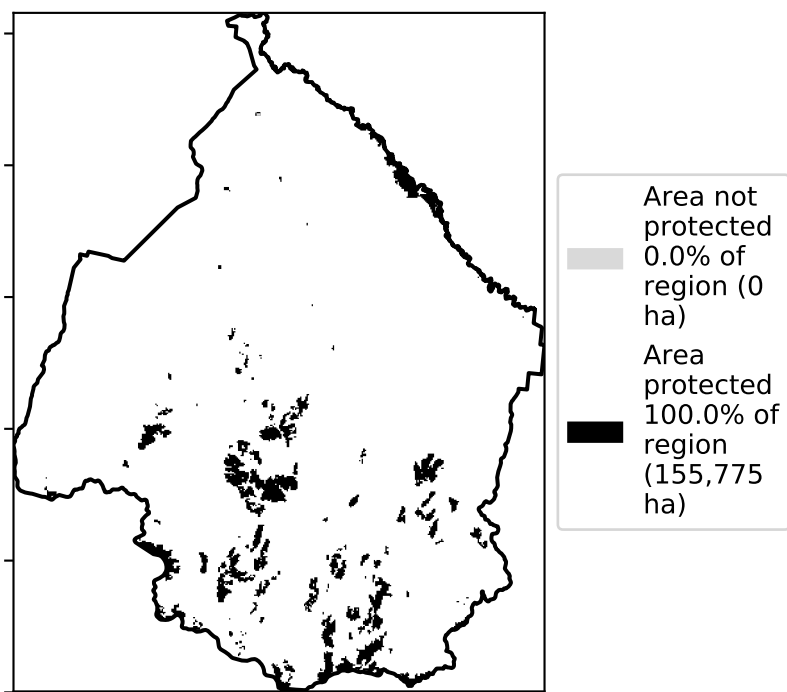 Area not
protected
0.0% of
region (0
ha)
Area
protected
100.0% of
region
(155,775
ha)